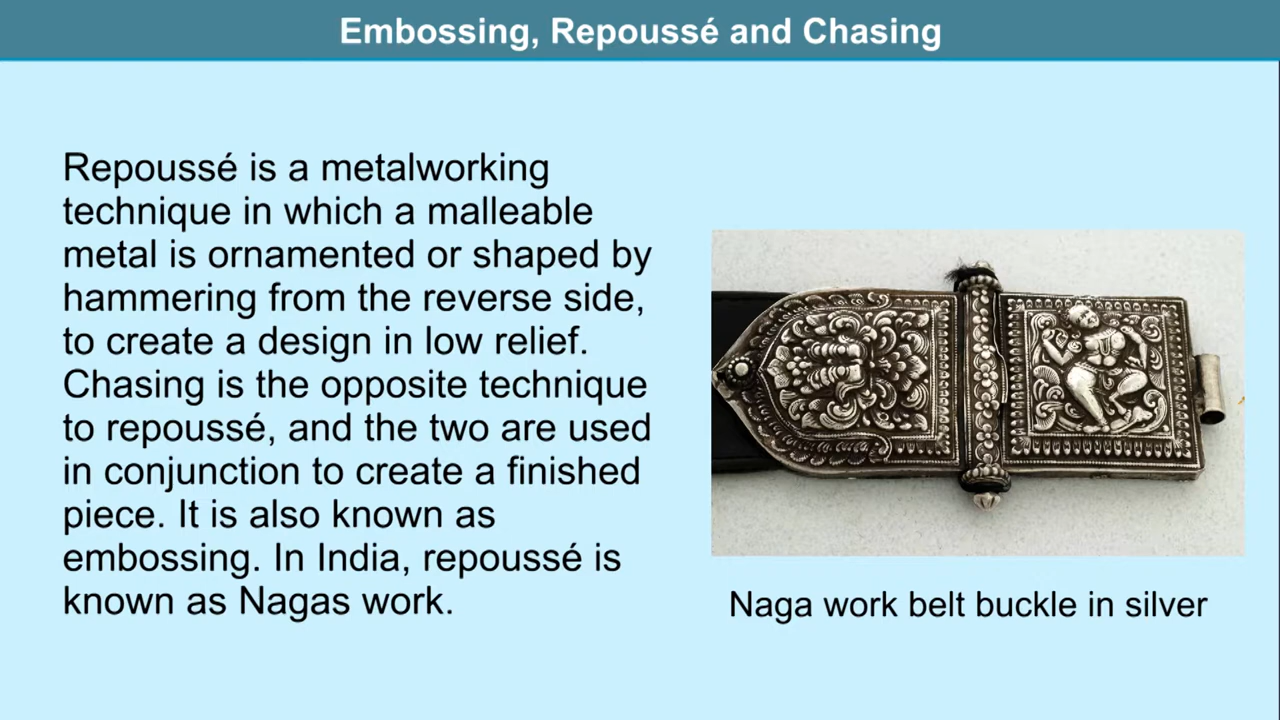 Embossing, Repoussé and Chasing
Repoussé is a metalworking
technique in which a malleable
metal is ornamented or shaped by
hammering from the reverse side,
to create a design in low relief.
Chasing is the opposite technique
to repoussé, and the two are used
in conjunction to create a finished
piece. It is also known as
embossing. In India, repoussé is
known as Nagas work.
Naga work belt buckle in silver